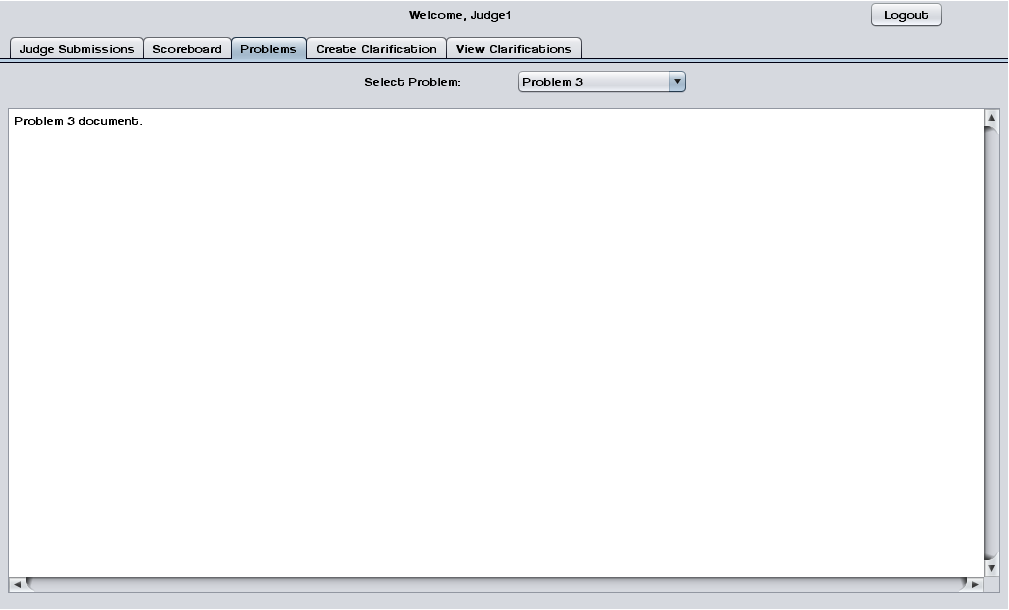 Welcome, Judge1
Logout
Judge Submissions
Scoreboard
Problems
Create Clarification
View Clarifications
Select Problem:
Problem 3
Problem 3 document.